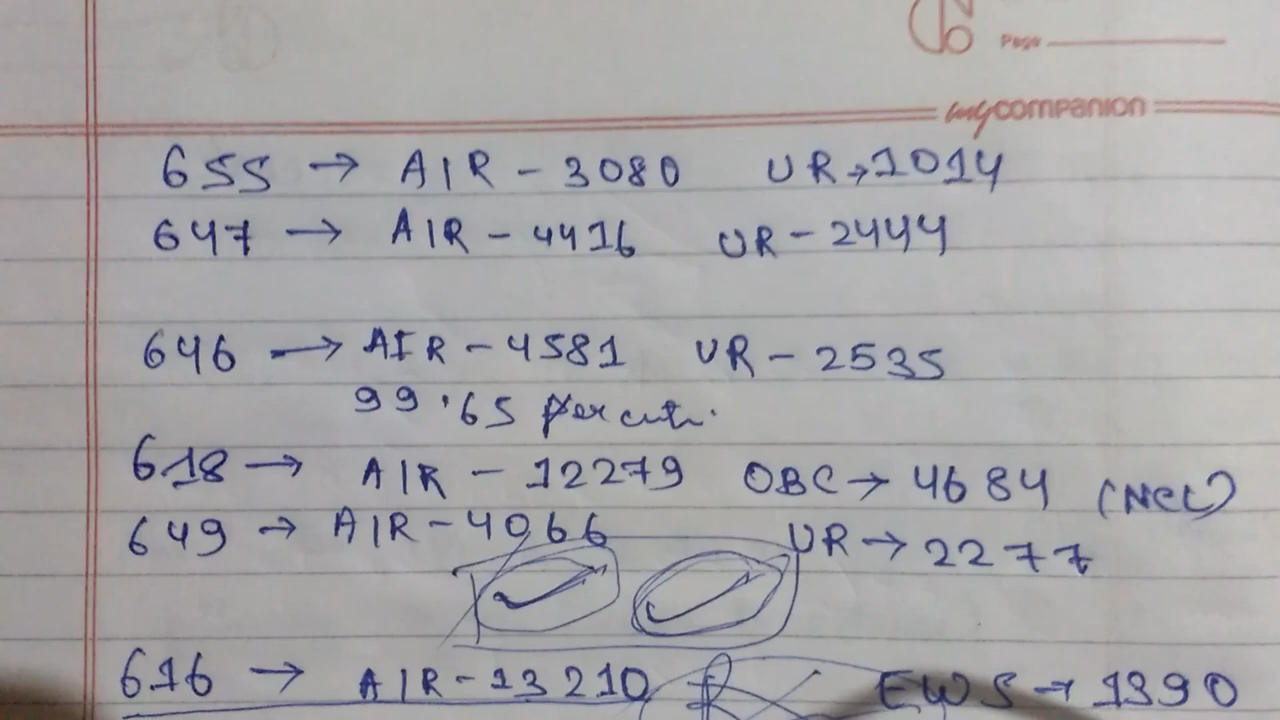 Page
mycompanion
655 → AIR - 3080 UR → 1014
647 → AIR - 4416 UR - 2444
646 → AIR - 4581 UR - 2535
99.65
618 → AIR - 12279 OBC → 4684 (NCL)
649 → AIR - 4066 UR → 2277
616 → AIR - 13210 EWS → 1390